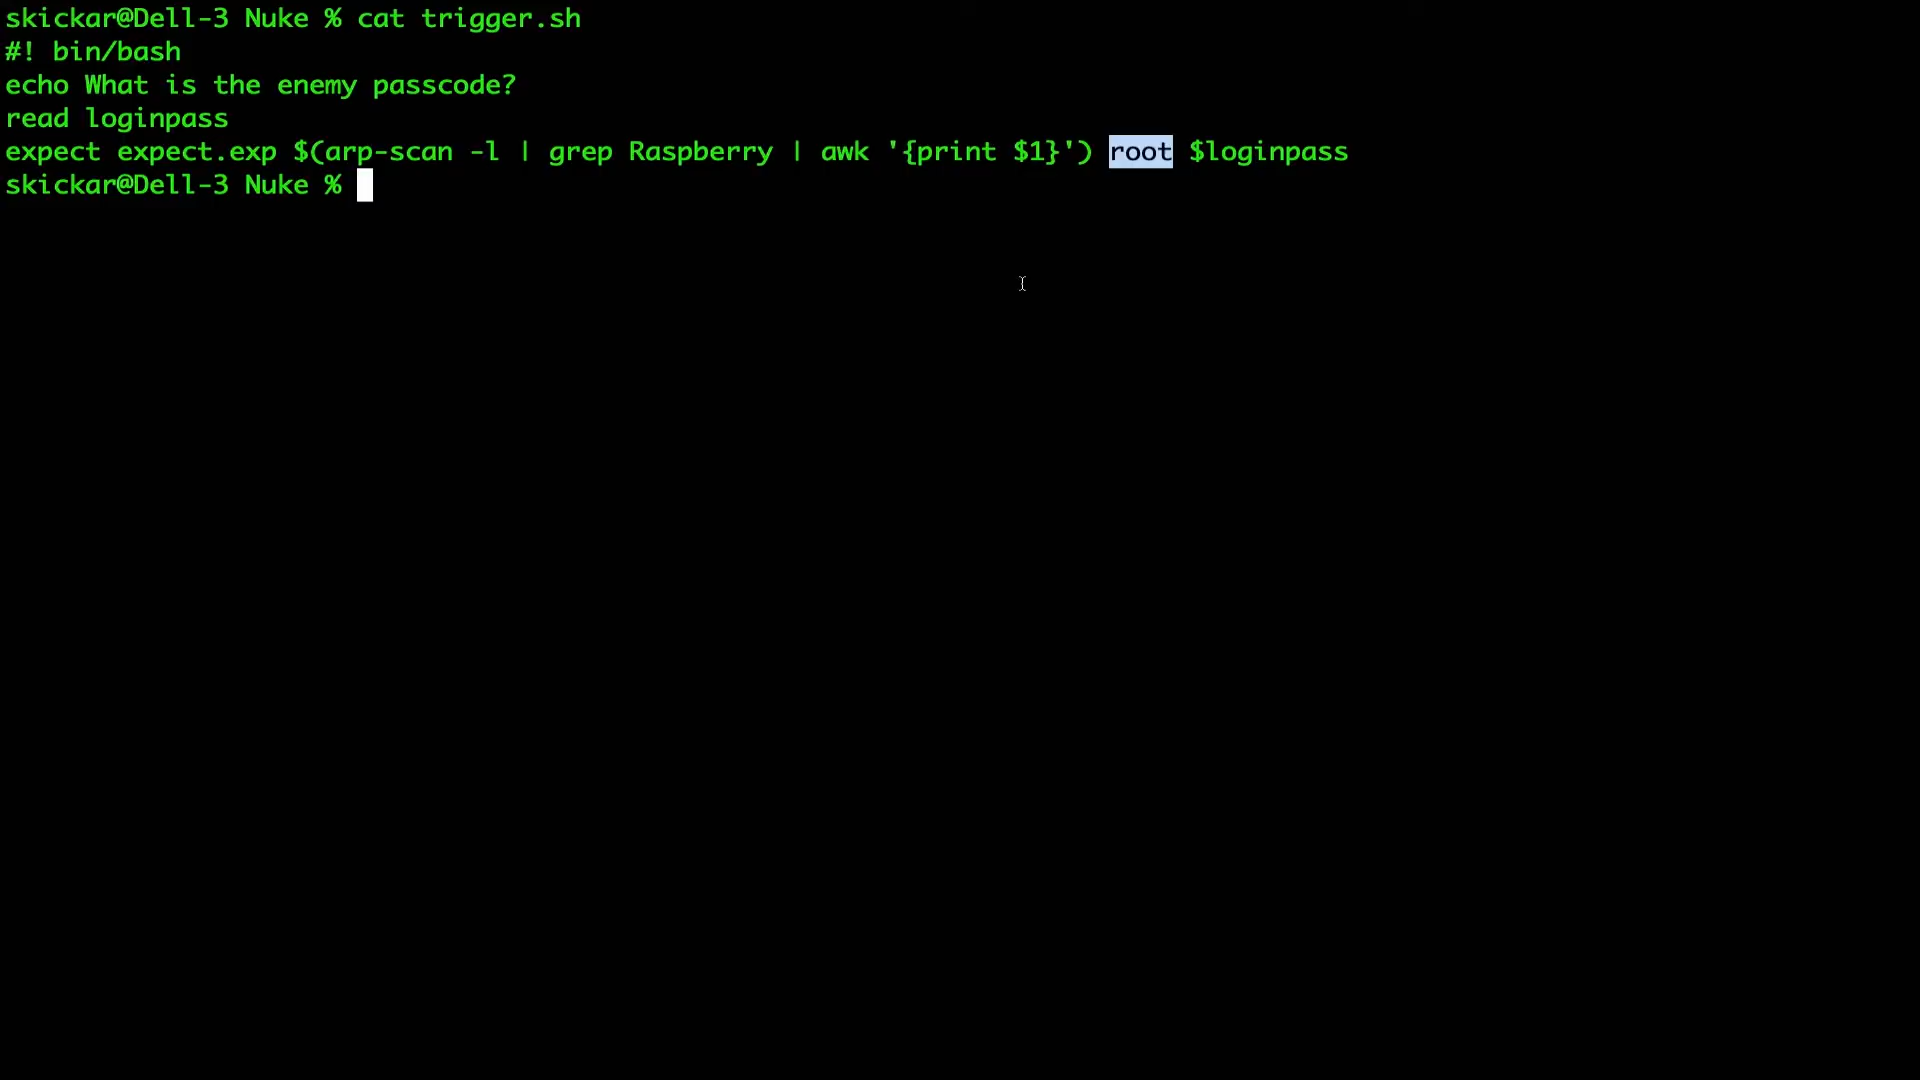 skickar@Dell-3 Nuke % cat trigger.sh
#! bin/bash
echo What is the enemy passcode?
read loginpass
expect expect.exp $(arp-scan -l | grep Raspberry | awk '{print $1}') root $loginpass
skickar@Dell-3 Nuke %